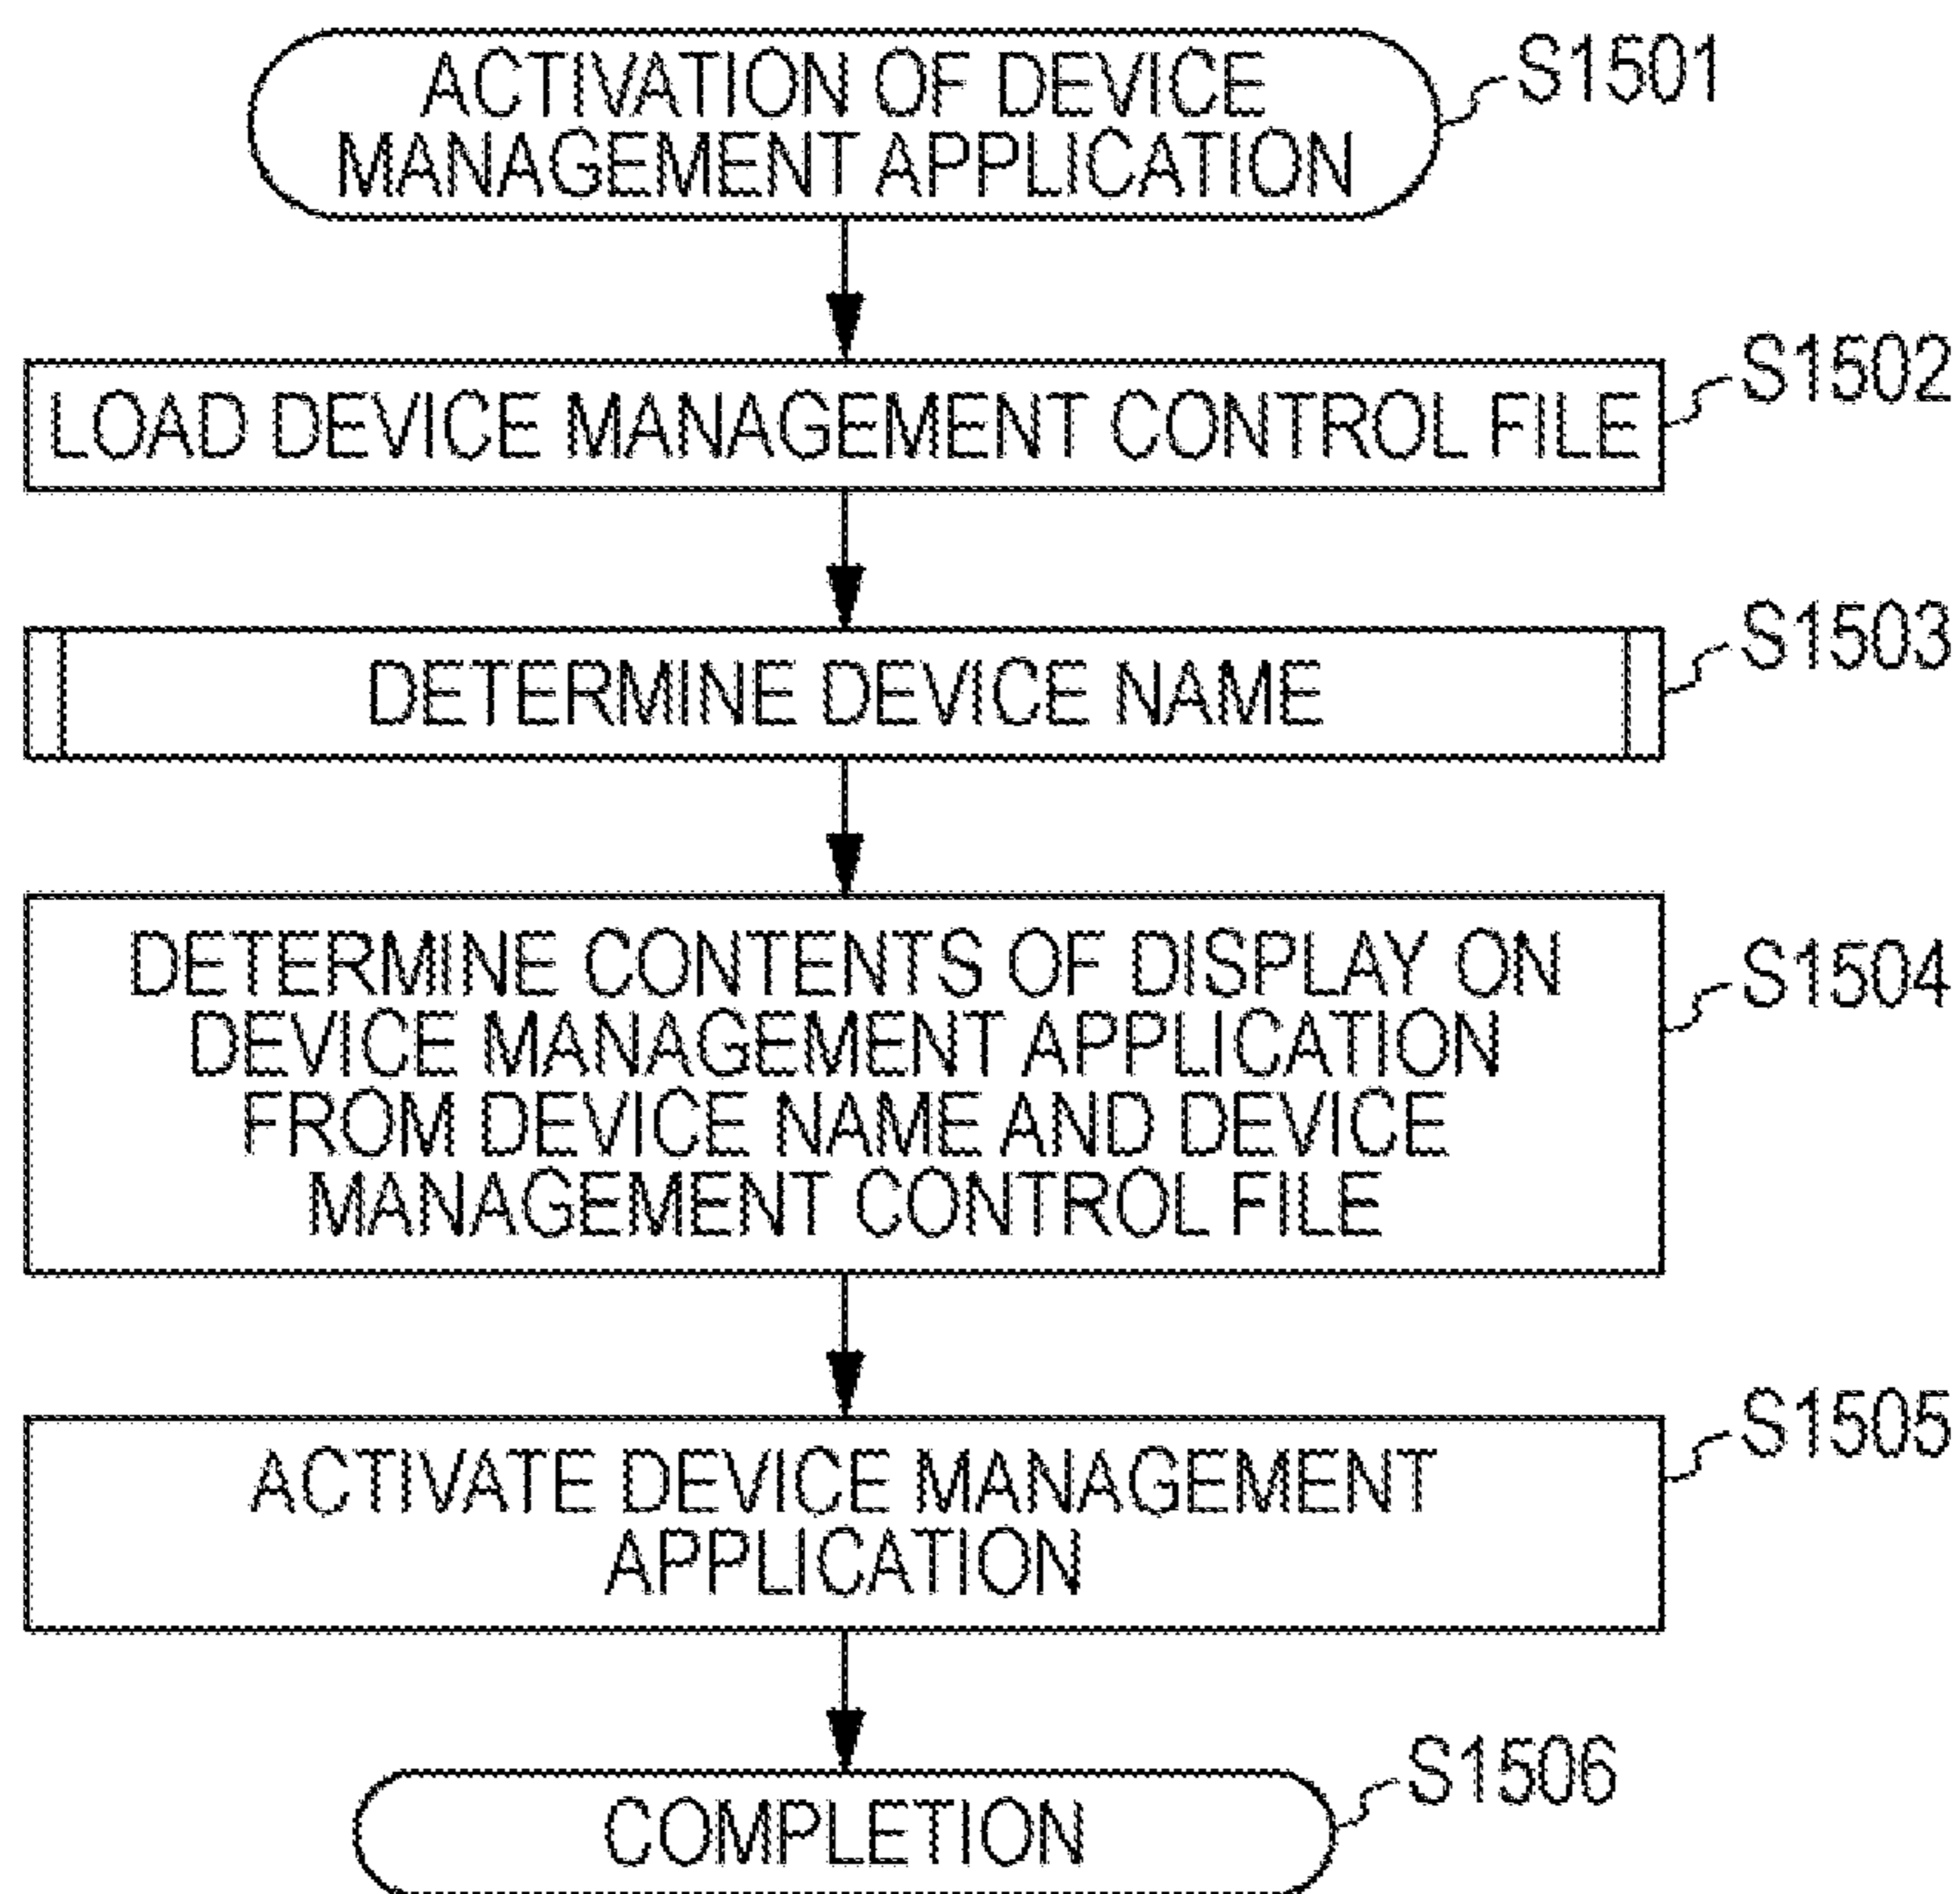 ACTIVATION OF DEVICE
MANAGEMENT APPLICATION
S1501
LOAD DEVICE MANAGEMENT CONTROL FILE
S1502
DETERMINE DEVICE NAME
S1503
DETERMINE CONTENTS OF DISPLAY ON
DEVICE MANAGEMENT APPLICATION
FROM DEVICE NAME AND DEVICE
MANAGEMENT CONTROL FILE
S1504
ACTIVATE DEVICE MANAGEMENT
APPLICATION
S1505
COMPLETION
S1506